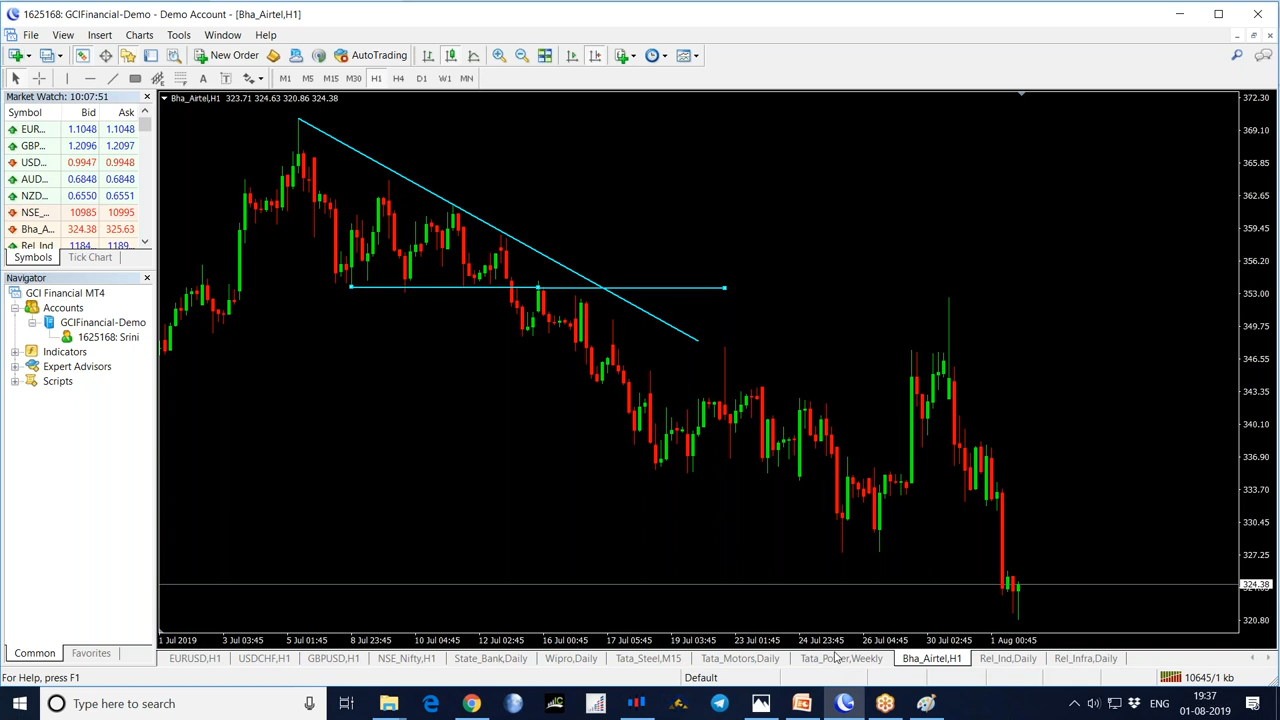 1625168: GCIFinancial-Demo - Demo Account - [Bha_Airtel,H1]
File View Insert Charts Tools Window Help
New Order AutoTrading
A T M1 M5 M15 M30 H1 H4 D1 W1 MN
Market Watch: 10:07:51
Symbol Bid Ask
EUR... 1.1048 1.1048
GBP... 1.2096 1.2097
USD... 0.9947 0.9948
AUD... 0.6848 0.6848
NZD... 0.6550 0.6551
NSE_... 10985 10995
Bha_A... 324.38 325.63
Rel_Ind 1184... 1189...
Symbols Tick Chart
Navigator
GCI Financial MT4
Accounts
GCIFinancial-Demo
1625168: Srini
Indicators
Expert Advisors
Scripts
Common Favorites
Bha_Airtel,H1 323.71 324.63 320.86 324.38
372.30
369.10
365.85
362.65
359.45
356.20
353.00
349.75
346.55
343.35
340.10
336.90
333.70
330.45
327.25
324.38
320.80
1 Jul 2019 3 Jul 03:45 5 Jul 01:45 8 Jul 23:45 10 Jul 04:45 12 Jul 02:45 16 Jul 00:45 17 Jul 05:45 19 Jul 03:45 23 Jul 01:45 24 Jul 23:45 26 Jul 04:45 30 Jul 02:45 1 Aug 00:45
EURUSD,H1 USDCHF,H1 GBPUSD,H1 NSE_Nifty,H1 State_Bank,Daily Wipro,Daily Tata_Steel,M15 Tata_Motors,Daily Tata_Power,Weekly Bha_Airtel,H1 Rel_Ind,Daily Rel_Infra,Daily
For Help, press F1 Default 10645/1 kb
Type here to search ENG 19:37
01-08-2019